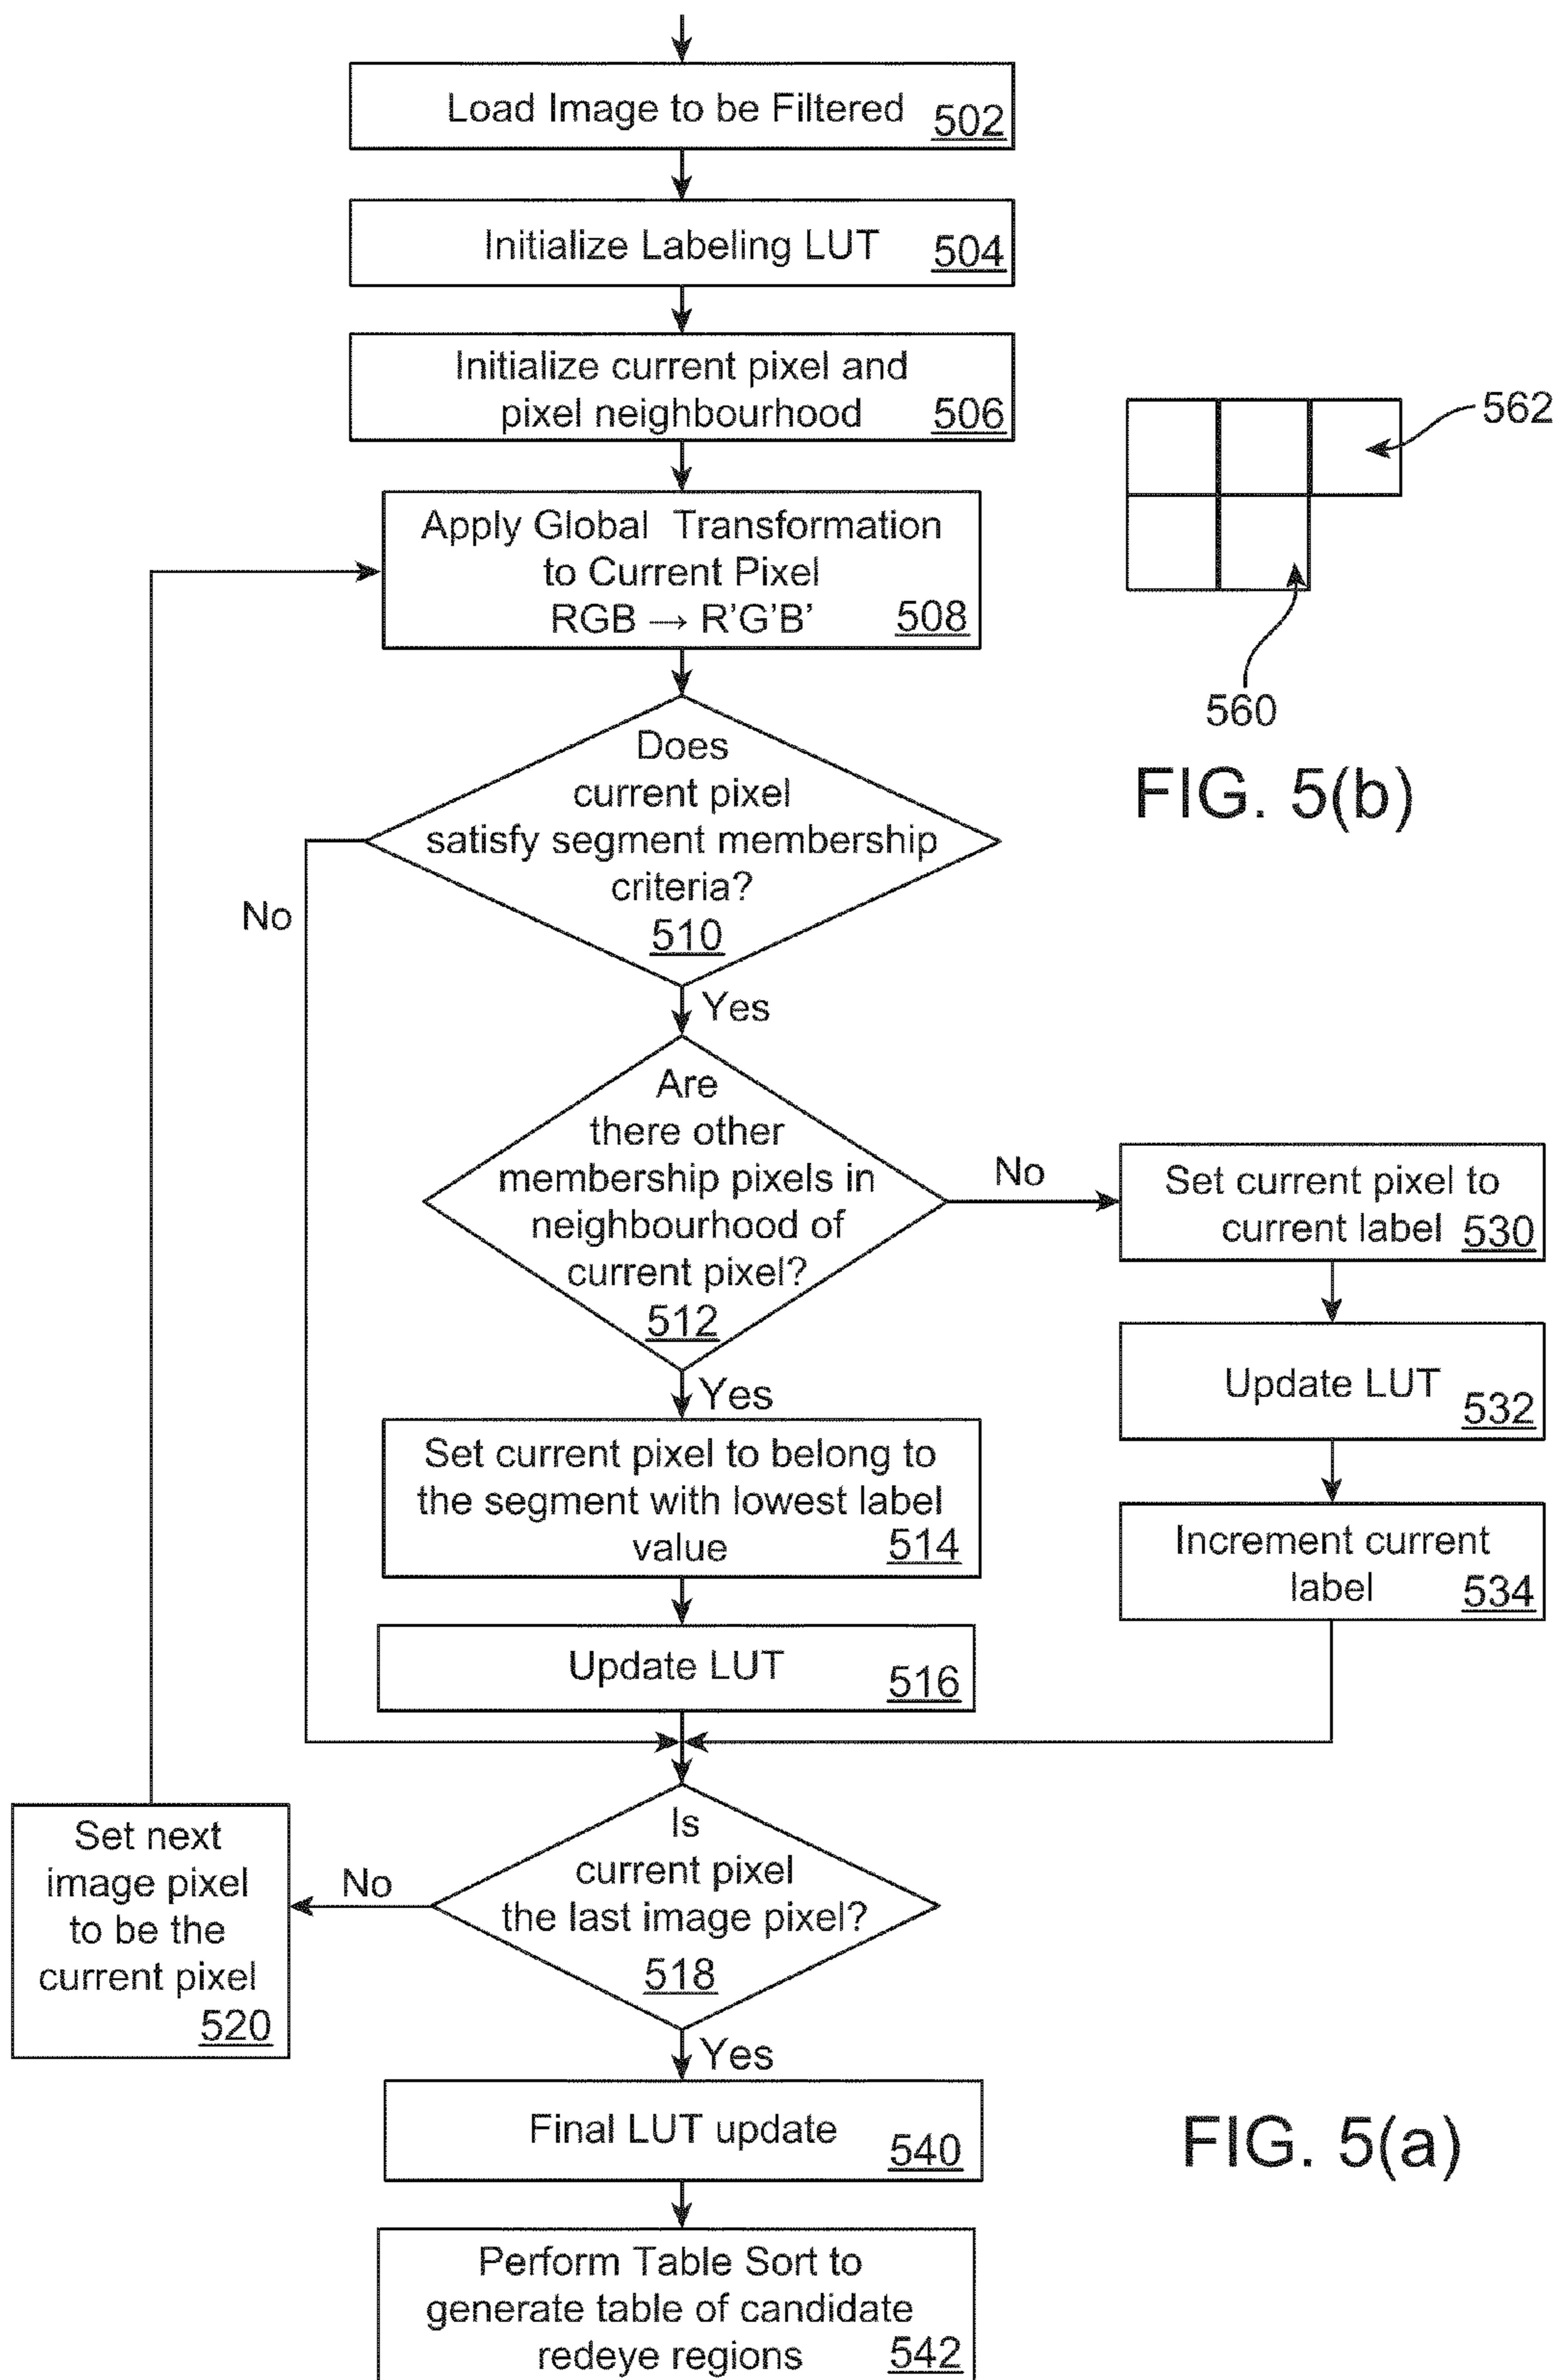 Load Image to be Filtered 502
Initialize Labeling LUT 504
Initialize current pixel and
pixel neighbourhood 506
Apply Global Transformation
to Current Pixel
RGB → R'G'B' 508
562
560
FIG. 5(b)
Does
current pixel
satisfy segment membership
criteria?
510
No
Yes
Are
there other
membership pixels in
neighbourhood of
current pixel?
512
No
Set current pixel to
current label 530
Update LUT 532
Increment current
label 534
Yes
Set current pixel to belong to
the segment with lowest label
value 514
Update LUT 516
Is
current pixel
the last image pixel?
518
No
Set next
image pixel
to be the
current pixel
520
Yes
Final LUT update 540
FIG. 5(a)
Perform Table Sort to
generate table of candidate
redeye regions 542